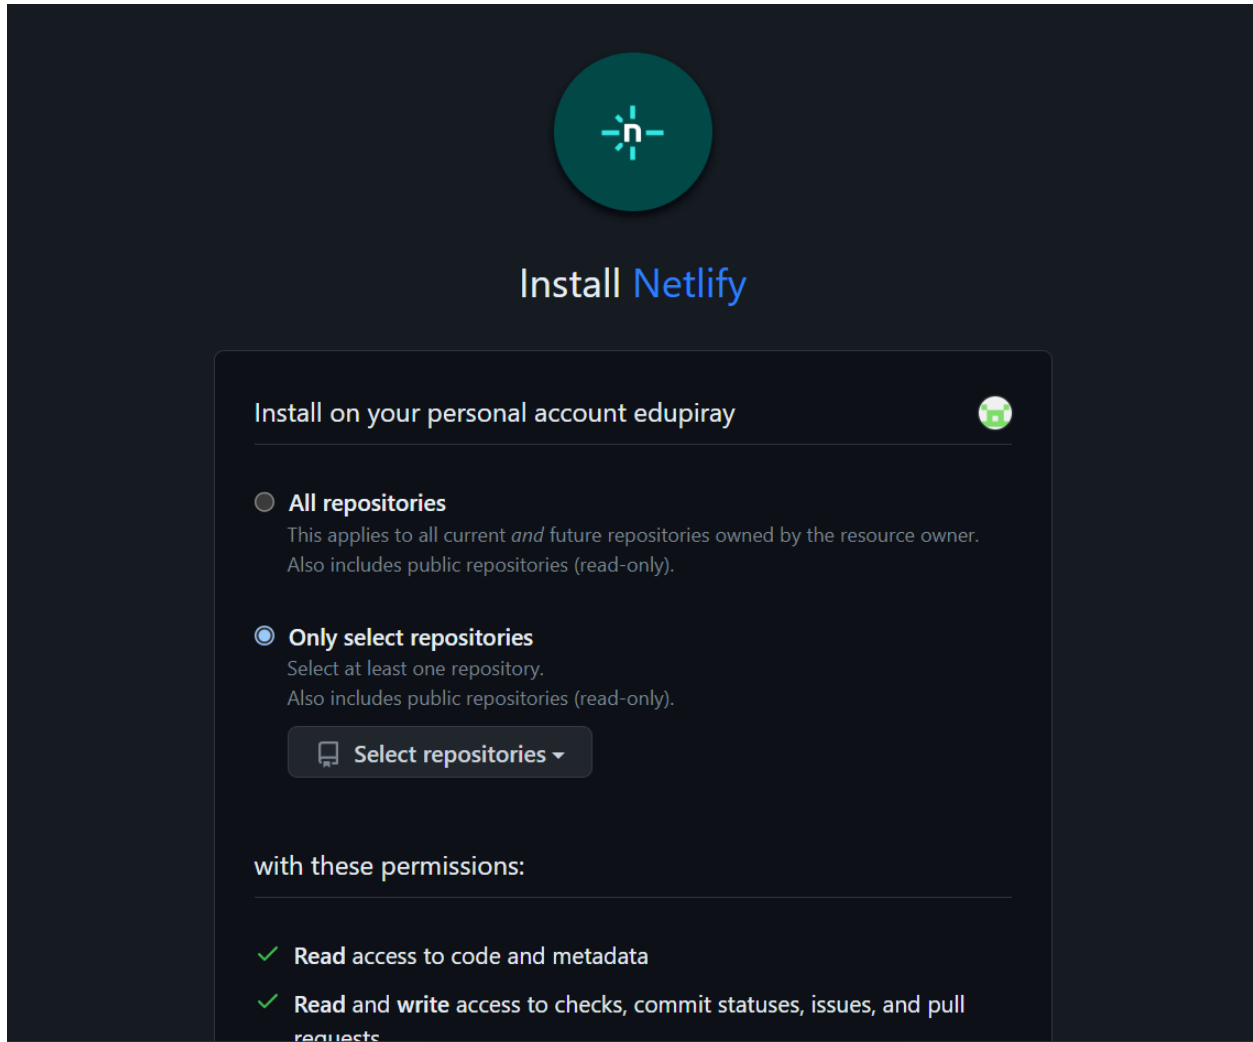 n
Install Netlify
Install on your personal account edupiray
All repositories
This applies to all current and future repositories owned by the resource owner.
Also includes public repositories (read-only).
Only select repositories
Select at least one repository.
Also includes public repositories (read-only).
Select repositories
with these permissions:
Read access to code and metadata
Read and write access to checks, commit statuses, issues, and pull
requests